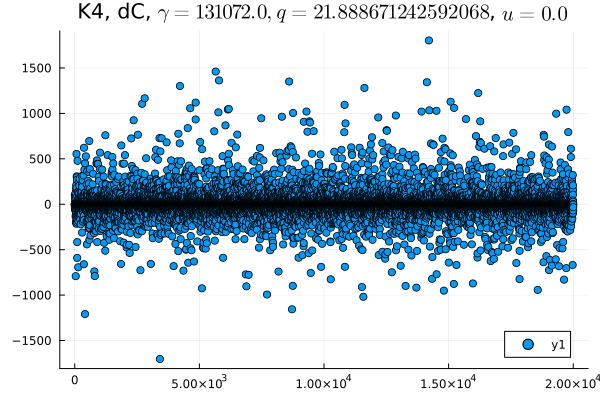 K4, dC, γ = 131072.0, q = 21.888671242592068, u = 0.0
1500
1000
500
0
−500
−1000
−1500
y1
0 5.00×10³ 1.00×10⁴ 1.50×10⁴ 2.00×10⁴